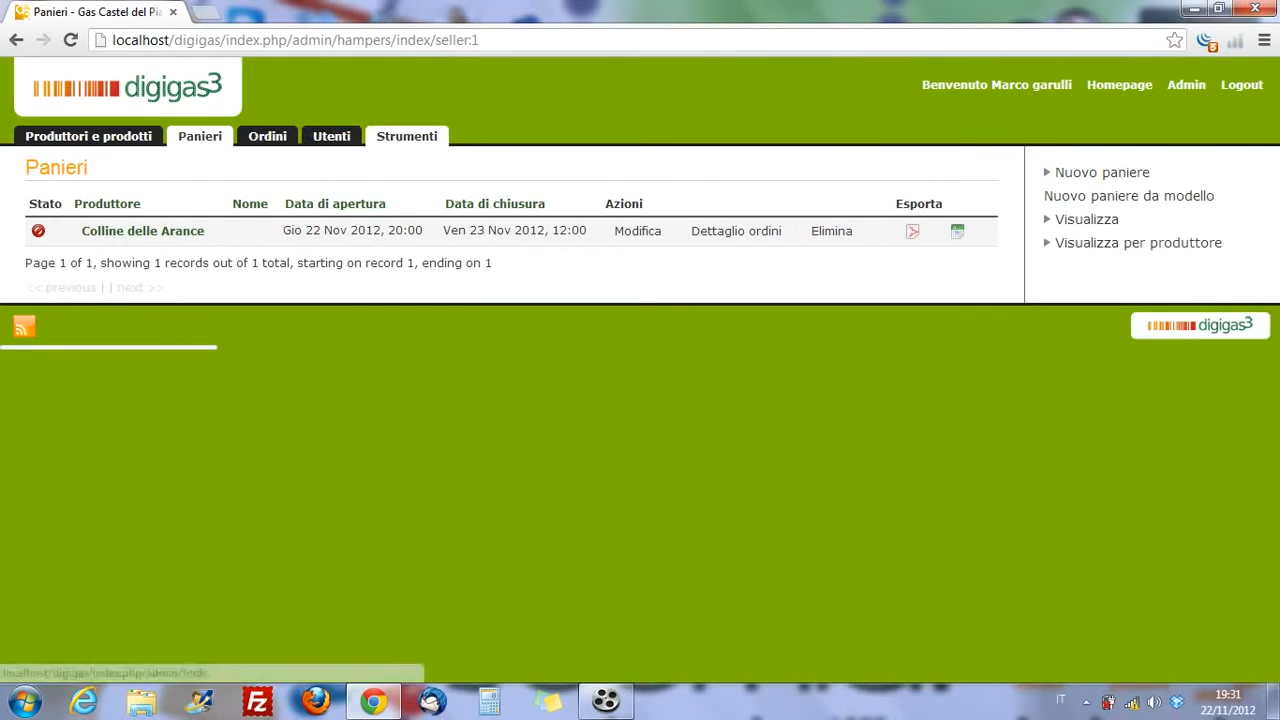 Panieri - Gas Castel del Pia
localhost/digigas/index.php/admin/hampers/index/seller:1
5
digigas3
Benvenuto Marco garulli Homepage Admin Logout
Produttori e prodotti Panieri Ordini Utenti Strumenti
Panieri
Stato Produttore Nome Data di apertura Data di chiusura Azioni Esporta
Colline delle Arance Gio 22 Nov 2012, 20:00 Ven 23 Nov 2012, 12:00 Modifica Dettaglio ordini Elimina
Page 1 of 1, showing 1 records out of 1 total, starting on record 1, ending on 1
<< previous | | next >>
Nuovo paniere
Nuovo paniere da modello
Visualizza
Visualizza per produttore
digigas3
IT
19:31
22/11/2012